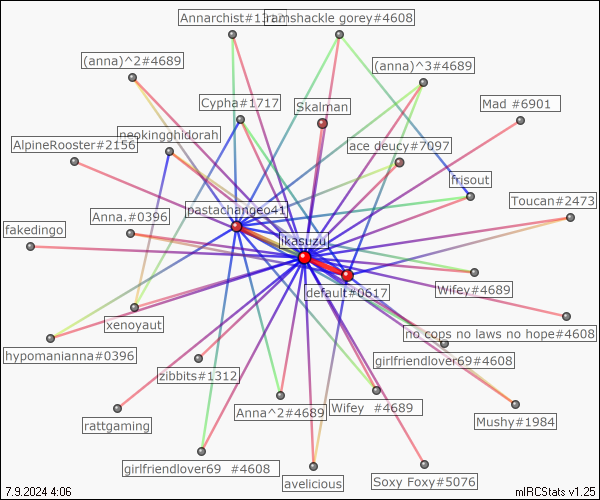 Annarchist#1312
ramshackle gorey#4608
(anna)^2#4689
(anna)^3#4689
Cypha#1717
Skalman
Mad #6901
neokingghidorah
AlpineRooster#2156
ace deucy#7097
frisout
Toucan#2473
pastachange041
Anna.#0396
fakedingo
ikasuzu
Wifey#4689
default#0617
xenoyaut
no cops no laws no hope#4608
hypomanianna#0396
girlfriendlover69#4608
zibbits#1312
Anna^2#4689
Wifey  #4689
rattgaming
Mushy#1984
girlfriendlover69  #4608
avelicious
Soxy Foxy#5076
7.9.2024 4:06
mIRCStats v1.25